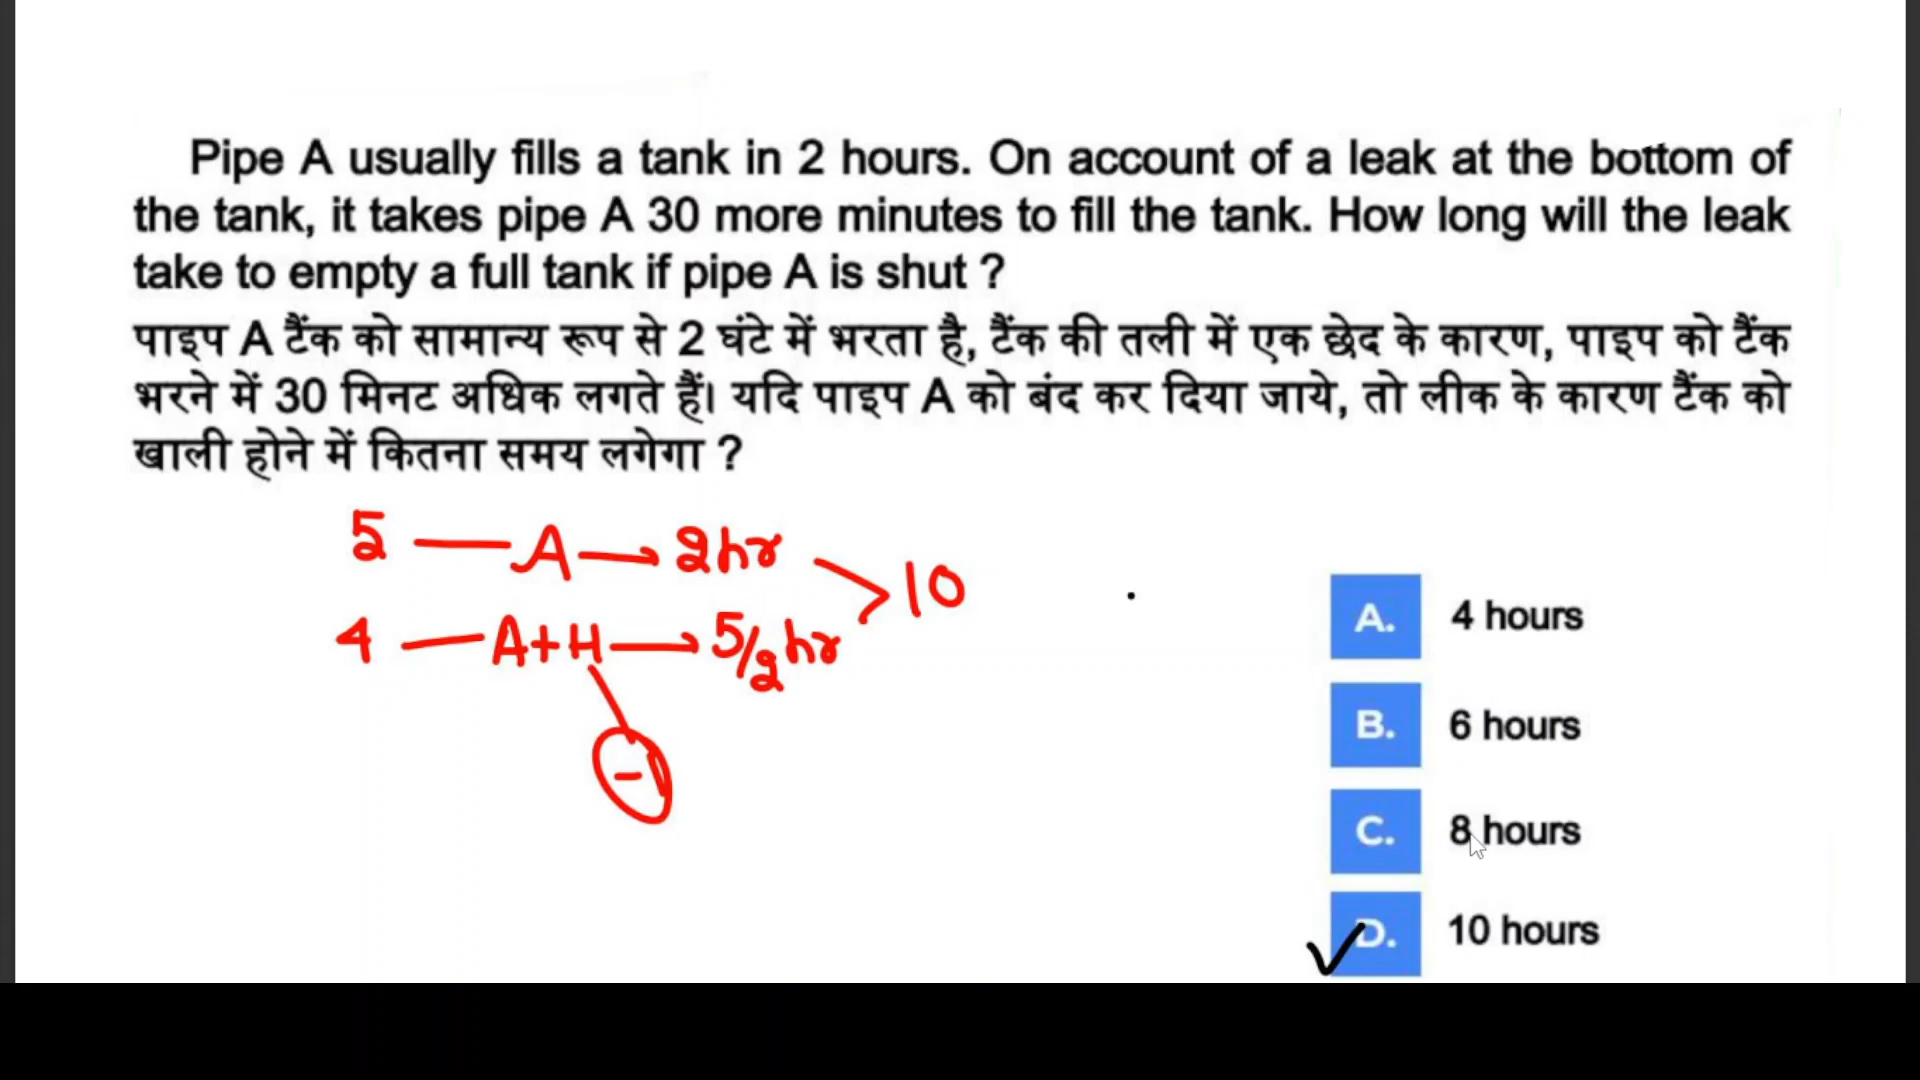 Pipe A usually fills a tank in 2 hours. On account of a leak at the bottom of
the tank, it takes pipe A 30 more minutes to fill the tank. How long will the leak
take to empty a full tank if pipe A is shut ?
पाइप A टैंक को सामान्य रूप से 2 घंटे में भरता है, टैंक की तली में एक छेद के कारण, पाइप को टैंक
भरने में 30 मिनट अधिक लगते हैं। यदि पाइप A को बंद कर दिया जाये, तो लीक के कारण टैंक को
खाली होने में कितना समय लगेगा ?
5 — A → 2hr
10
4 — A+H → 5/2 hr
-1
A. 4 hours
B. 6 hours
C. 8 hours
D. 10 hours